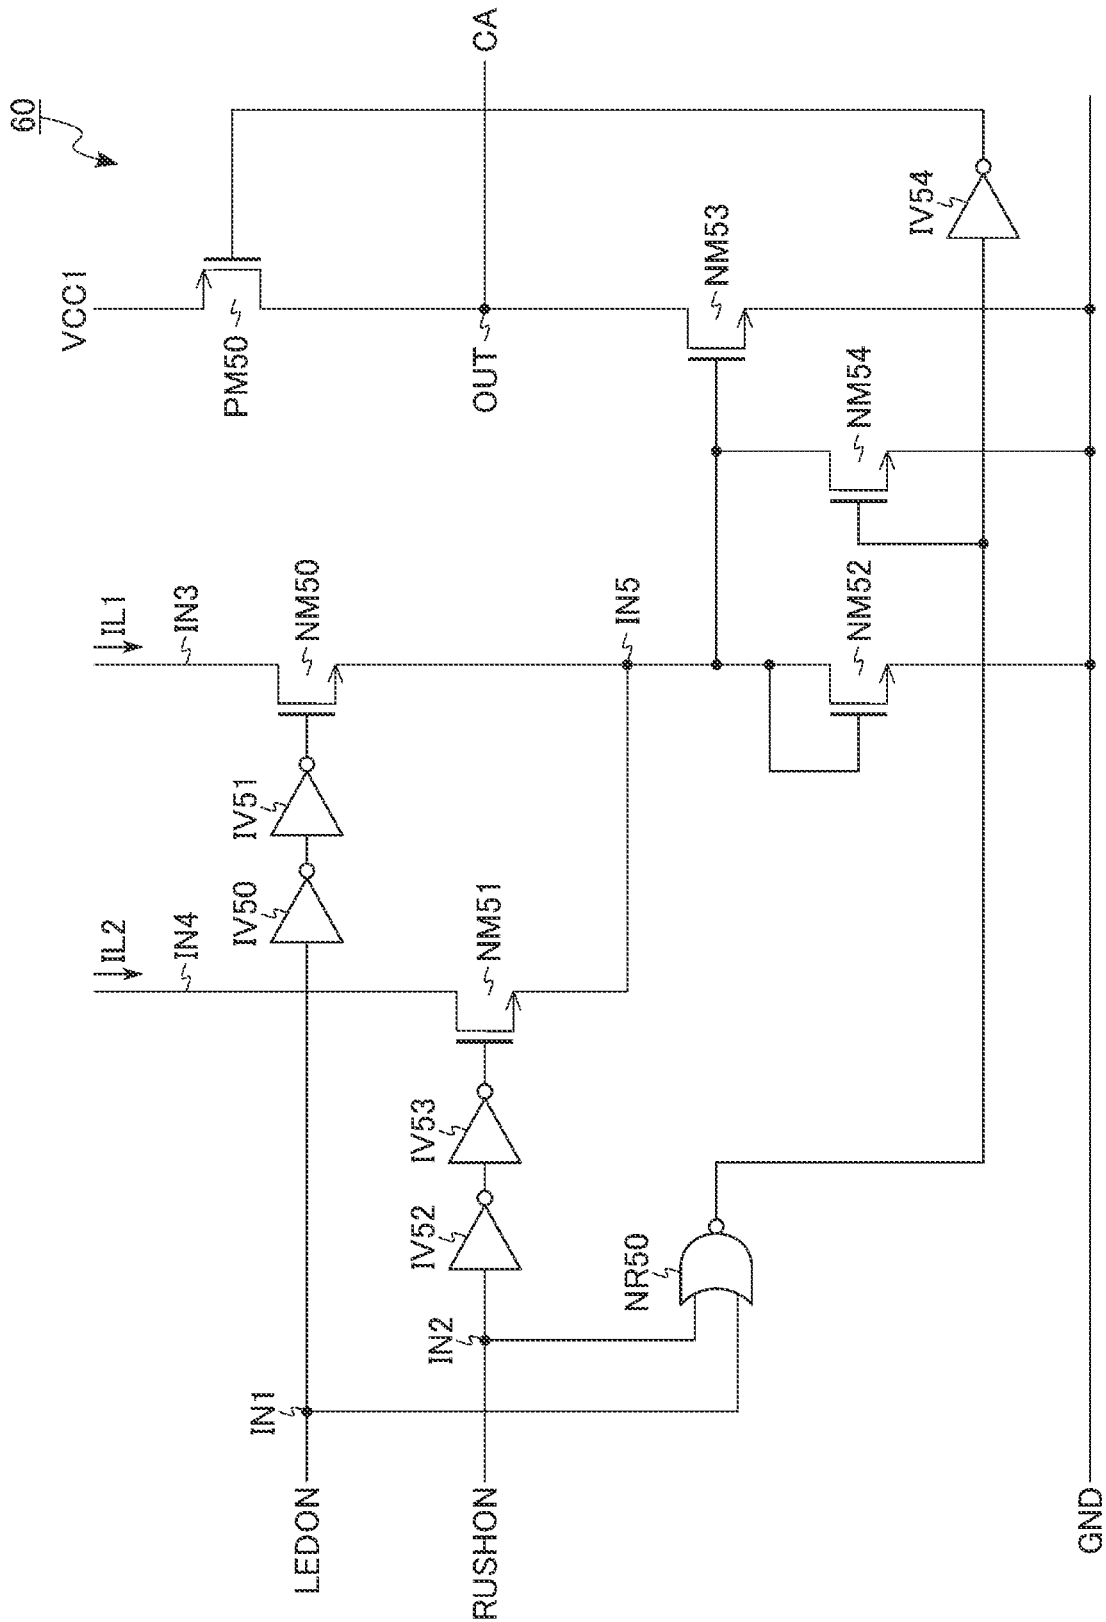 60
VCC1
PM50
OUT
CA
IL1
IN3
NM50
IV51
IV50
IL2
IN4
NM51
IV53
IV52
IN5
NM53
NM54
NM52
IV54
NR50
IN1
IN2
LEDON
RUSHON
GND